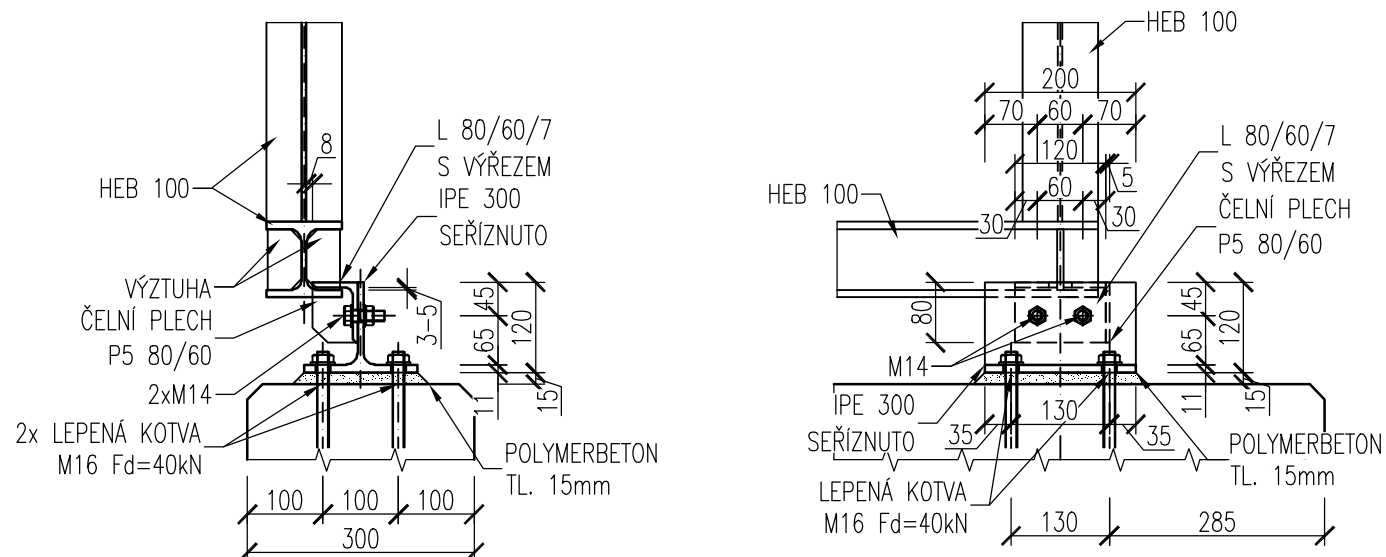 HEB 100
8
L 80/60/7
S VÝŘEZEM
IPE 300
SEŘÍZNUTO
VÝZTUHA
ČELNÍ PLECH
P5 80/60
2xM14
2x LEPENÁ KOTVA
M16 Fd=40kN
3-5
45
65
11
120
15
POLYMERBETON
TL. 15mm
100
100
100
300
HEB 100
200
70
60
70
120
5
60
30
30
HEB 100
L 80/60/7
S VÝŘEZEM
ČELNÍ PLECH
P5 80/60
80
M14
45
65
11
120
15
IPE 300
SEŘÍZNUTO
35
130
35
POLYMERBETON
TL. 15mm
LEPENÁ KOTVA
M16 Fd=40kN
130
285